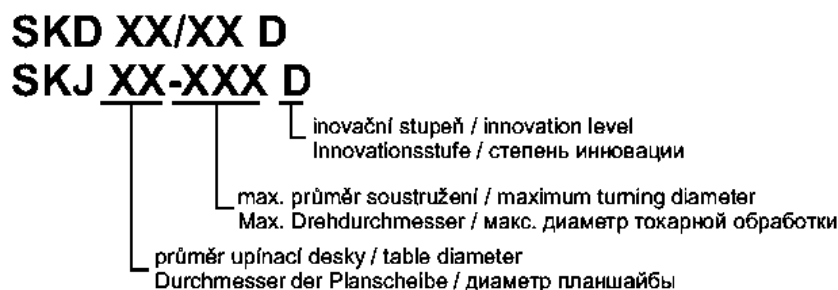 SKD XX/XX D
SKJ XX-XXX D
inovační stupeň / innovation level
Innovationsstufe / степень инновации
max. průměr soustružení / maximum turning diameter
Max. Drehdurchmesser / макс. диаметр токарной обработки
průměr upínací desky / table diameter
Durchmesser der Planscheibe / диаметр планшайбы